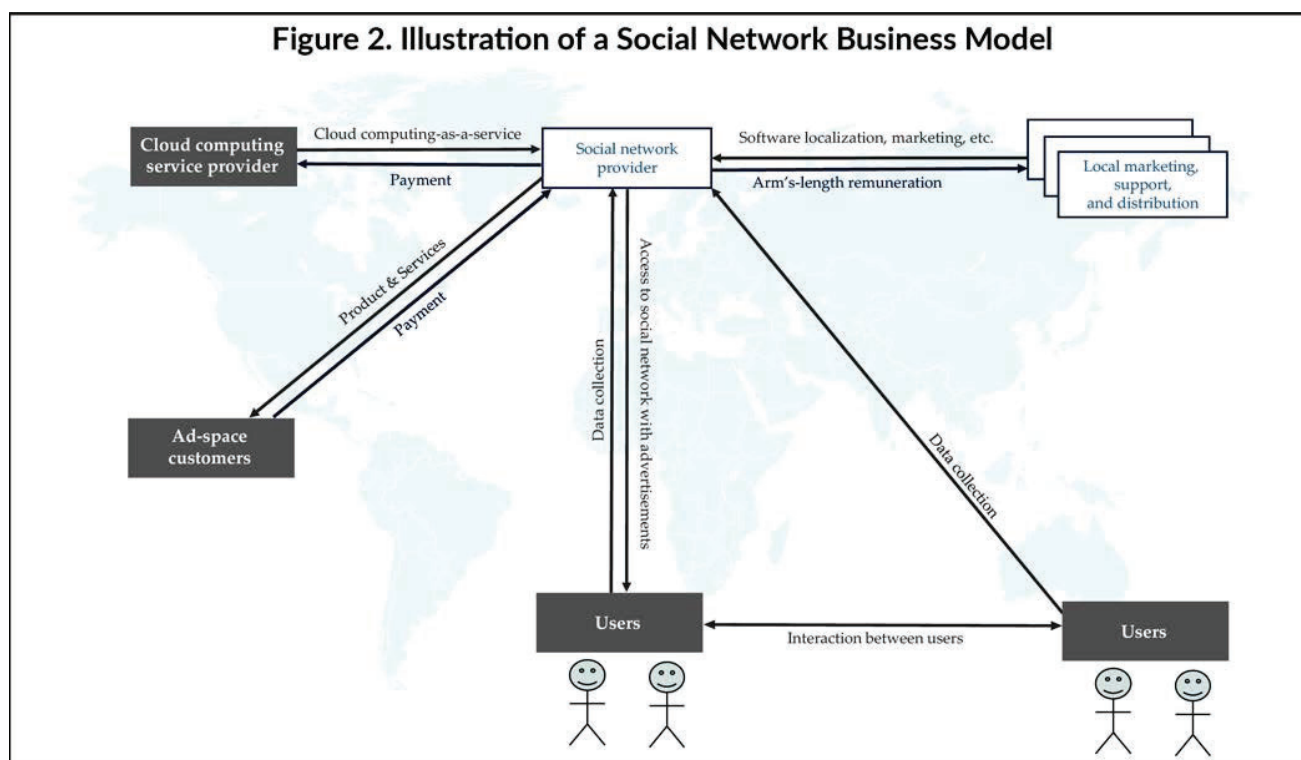 Figure 2. Illustration of a Social Network Business Model
Cloud computing
service provider
Cloud computing-as-a-service
Payment
Social network
provider
Software localization, marketing, etc.
Arm's-length remuneration
Local marketing,
support,
and distribution
Product & Services
Payment
Data collection
Access to social network with advertisements
Data collection
Ad-space
customers
Users
Interaction between users
Users